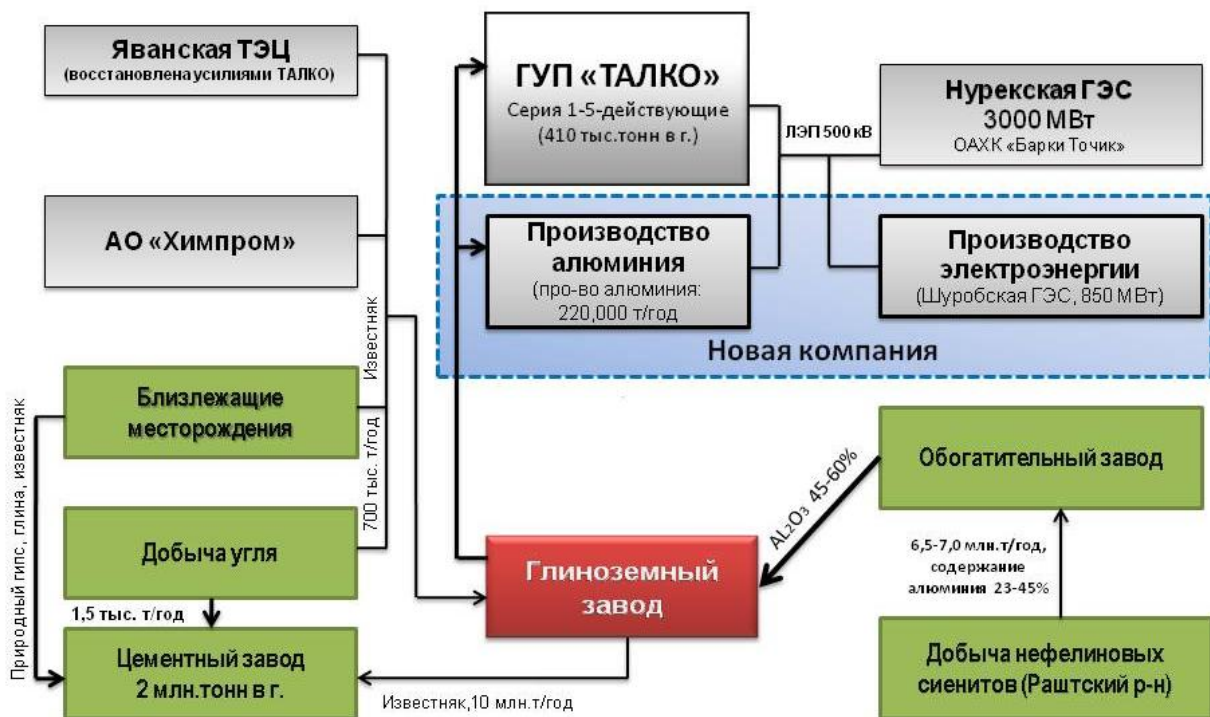 Яванская ТЭЦ
(восстановлена усилиями ТАЛКО)
АО «Химпром»
Близлежащие
месторождения
Добыча угля
1,5 тыс. т/год
Цементный завод
2 млн.тонн в г.
Природный гипс, глина, известняк
Известняк
700 тыс. т/год
ГУП «ТАЛКО»
Серия 1-5-действующие
(410 тыс.тонн в г.)
ЛЭП 500 кВ
Нурекская ГЭС
3000 МВт
ОАХК «Барки Точик»
Производство
алюминия
(про-во алюминия:
220,000 т/год
Производство
электроэнергии
(Шуробская ГЭС, 850 МВт)
Новая компания
Обогатительный завод
AL2O3 45-60%
6,5-7,0 млн.т/год,
содержание
алюминия 23-45%
Глиноземный
завод
Добыча нефелиновых
сиенитов (Раштский р-н)
Известняк,10 млн.т/год